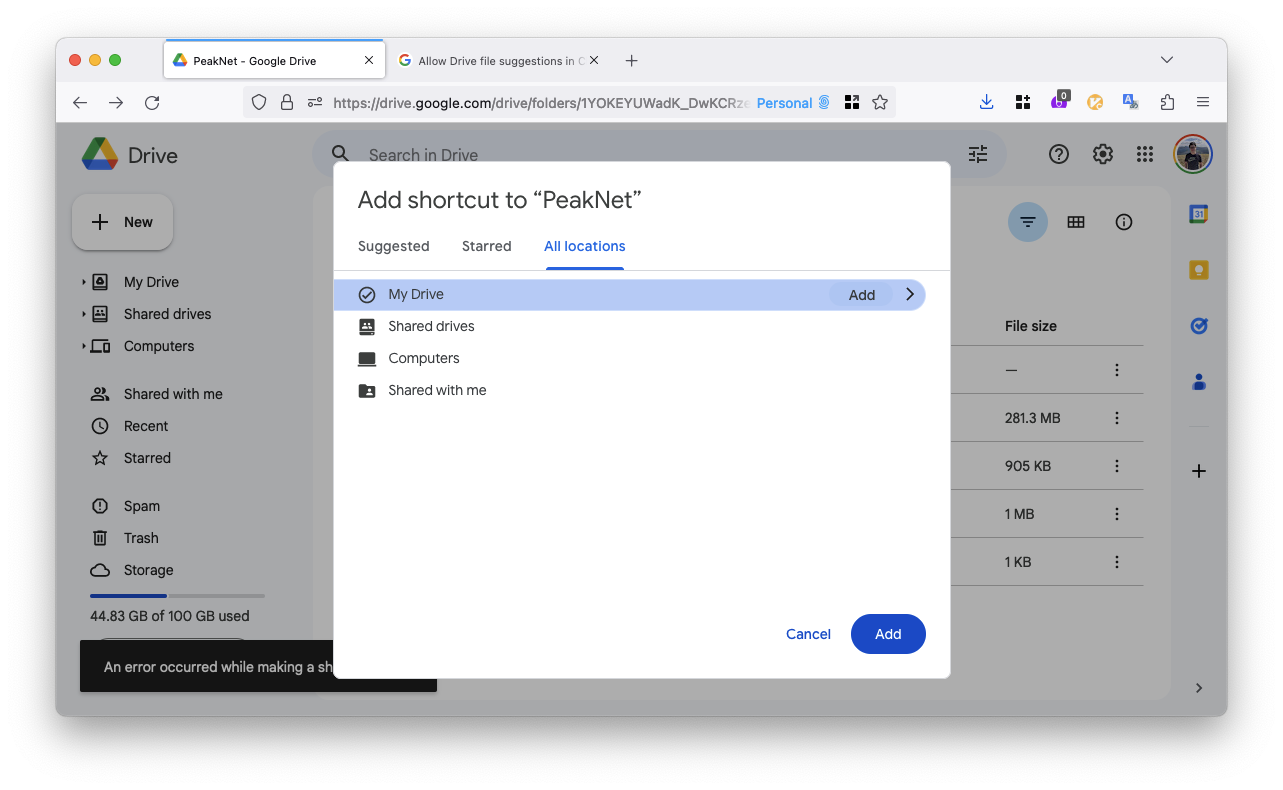 PeakNet - Google Drive
Allow Drive file suggestions in
https://drive.google.com/drive/folders/1YOKEYUWadK_DwKCRze
Personal
0
Drive
Search in Drive
New
31
My Drive
Shared drives
Computers
Shared with me
Recent
Starred
Spam
Trash
Storage
44.83 GB of 100 GB used
An error occurred while making a sh
Add shortcut to “PeakNet”
Suggested
Starred
All locations
My Drive
Add
Shared drives
Computers
Shared with me
Cancel
Add
File size
—
281.3 MB
905 KB
1 MB
1 KB